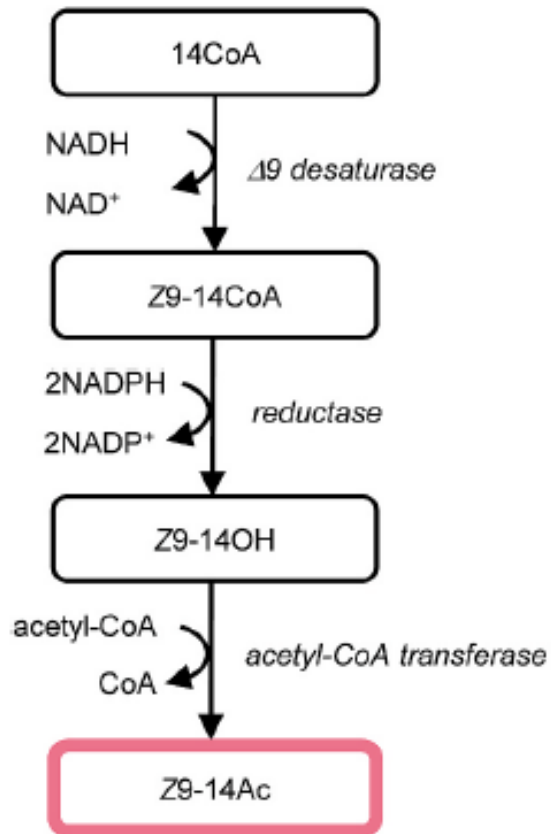 14CoA
NADH
NAD⁺
Δ9 desaturase
Z9-14CoA
2NADPH
2NADP⁺
reductase
Z9-14OH
acetyl-CoA
CoA
acetyl-CoA transferase
Z9-14Ac